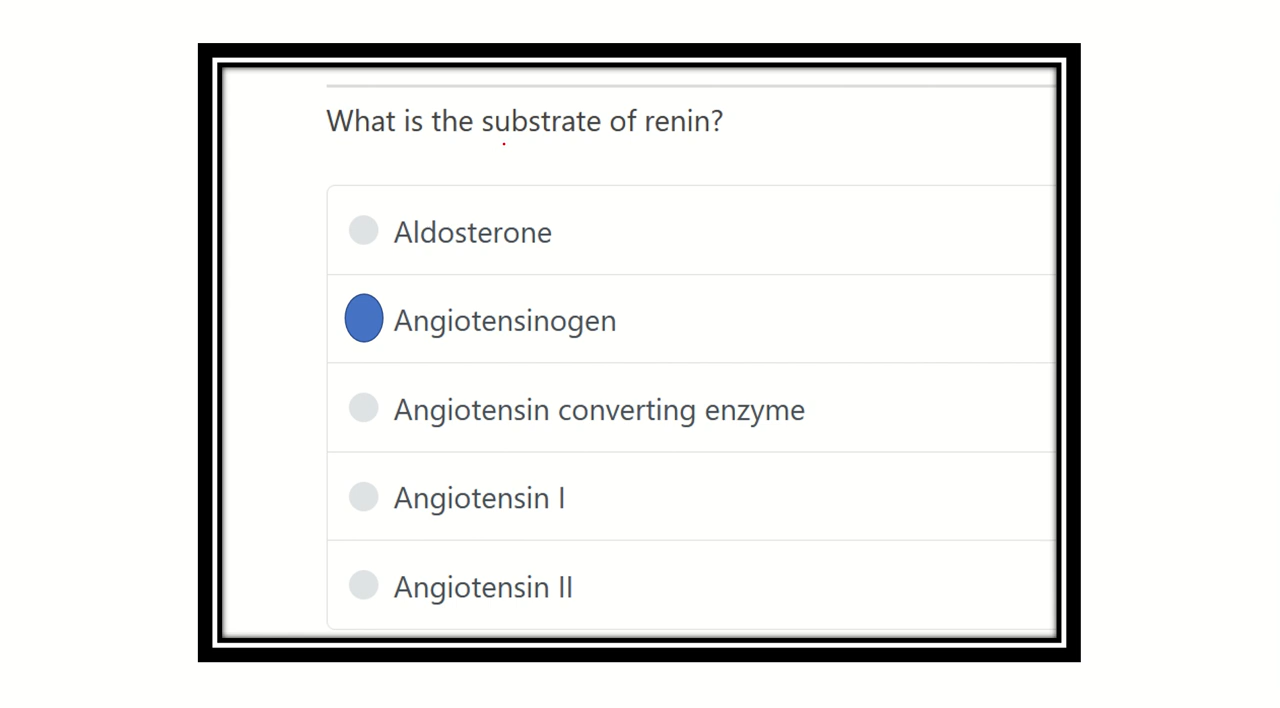 What is the substrate of renin?
Aldosterone
Angiotensinogen
Angiotensin converting enzyme
Angiotensin I
Angiotensin II